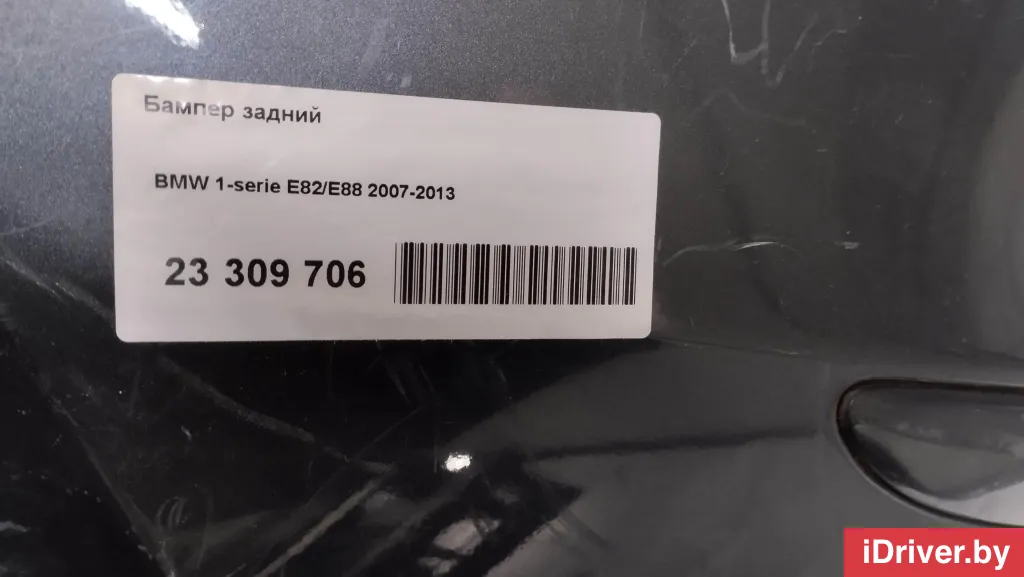 Бампер задний
BMW 1-serie E82/E88 2007-2013
23 309 706
iDriver.by